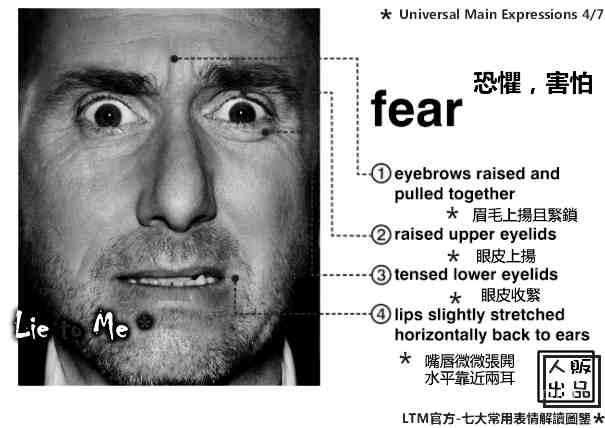 * Universal Main Expressions 4/7
恐懼，害怕
fear
① eyebrows raised and
pulled together
* 眉毛上揚且緊鎖
② raised upper eyelids
* 眼皮上揚
③ tensed lower eyelids
* 眼皮收緊
④ lips slightly stretched
horizontally back to ears
* 嘴唇微微張開
水平靠近兩耳
Lie to Me
人販
出品
LTM官方-七大常用表情解讀圖鑒*